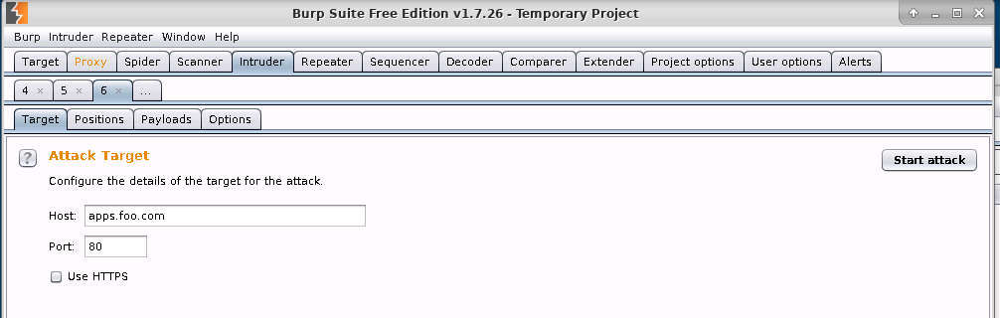 Burp Suite Free Edition v1.7.26 - Temporary Project
Burp Intruder Repeater Window Help
Target Proxy Spider Scanner Intruder Repeater Sequencer Decoder Comparer Extender Project options User options Alerts
4 × 5 × 6 × ...
Target Positions Payloads Options
? Attack Target Start attack
Configure the details of the target for the attack.
Host: apps.foo.com
Port: 80
Use HTTPS